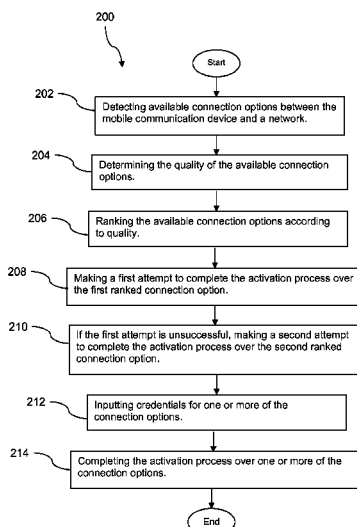 200
Start
202
Detecting available connection options between the
mobile communication device and a network.
204
Determining the quality of the available connection
options.
206
Ranking the available connection options according
to quality.
208
Making a first attempt to complete the activation process over
the first ranked connection option.
210
If the first attempt is unsuccessful, making a second attempt
to complete the activation process over the second ranked
connection option.
212
Inputting credentials for one or more of the
connection options.
214
Completing the activation process over one or more of the
connection options.
End